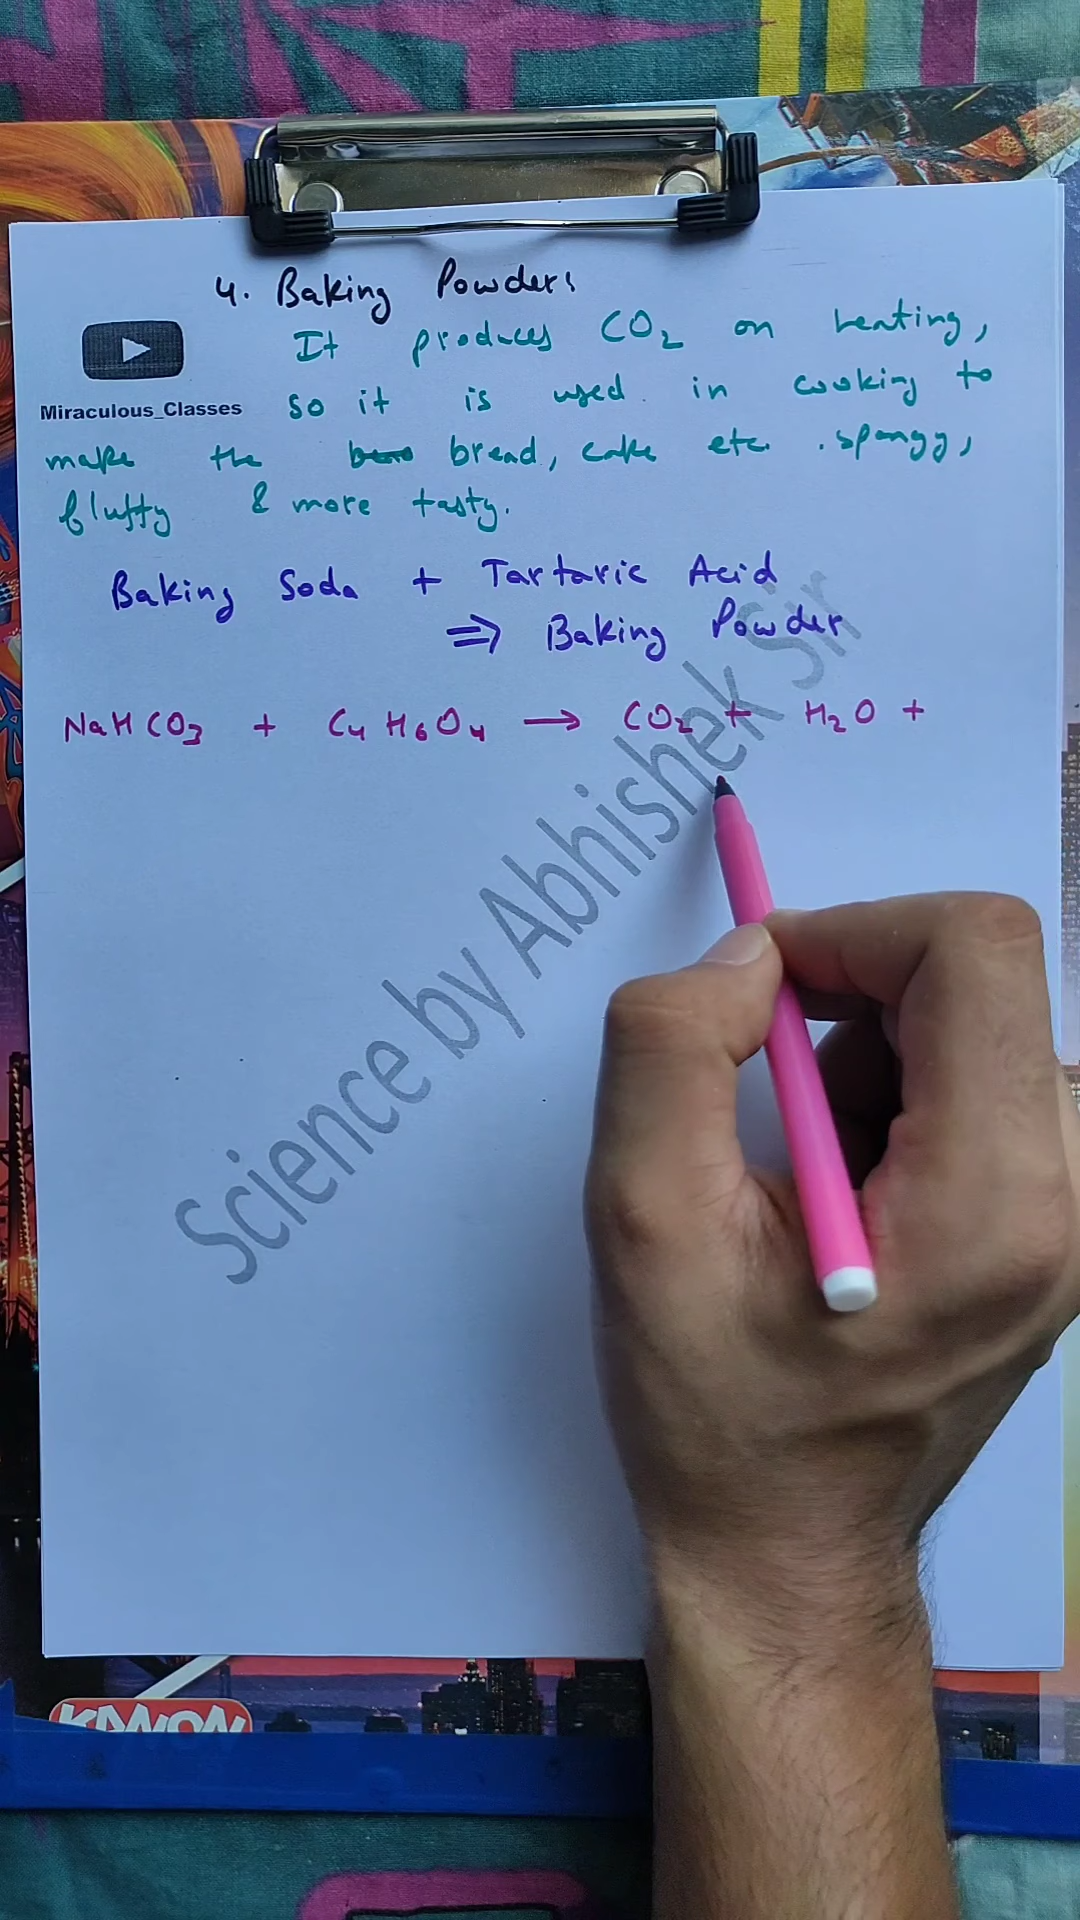 4. Baking Powder:
It produces CO2 on heating,
Miraculous_Classes
so it is used in cooking to
make the bread, cake etc. spongy,
fluffy & more tasty.
Baking Soda + Tartaric Acid
⇒ Baking Powder
NaHCO3 + C4H6O4 → CO2 + H2O +
Science by Abhishek Sir